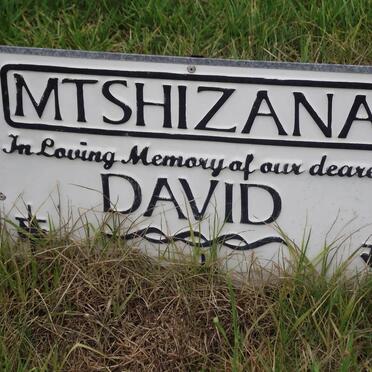 MTSHIZANA
In Loving Memory of our deare
DAVID